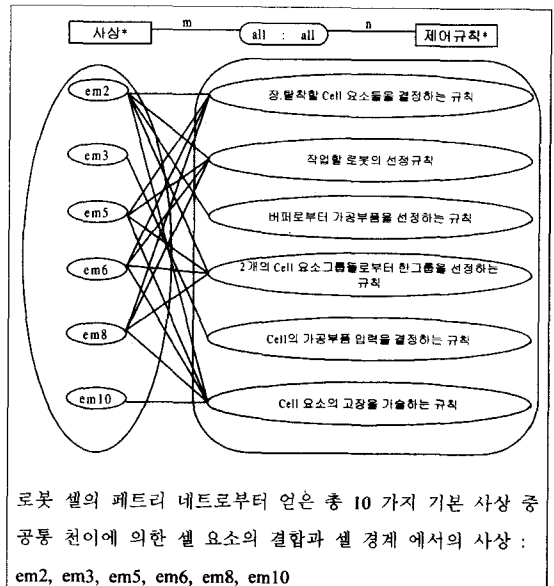 사상* m all : all n 제어규칙*
em2
em3
em5
em6
em8
em10
장.탈착할 Cell 요소들을 결정하는 규칙
작업할 로봇의 선정규칙
버퍼로부터 가공부품을 선정하는 규칙
2개의 Cell 요소그룹들로부터 한그룹을 선정하는
규칙
Cell의 가공부품 입력을 결정하는 규칙
Cell 요소의 고장을 기술하는 규칙
로봇 셀의 페트리 네트로부터 얻은 총 10 가지 기본 사상 중
공통 천이에 의한 셀 요소의 결합과 셀 경계 에서의 사상 :
em2, em3, em5, em6, em8, em10